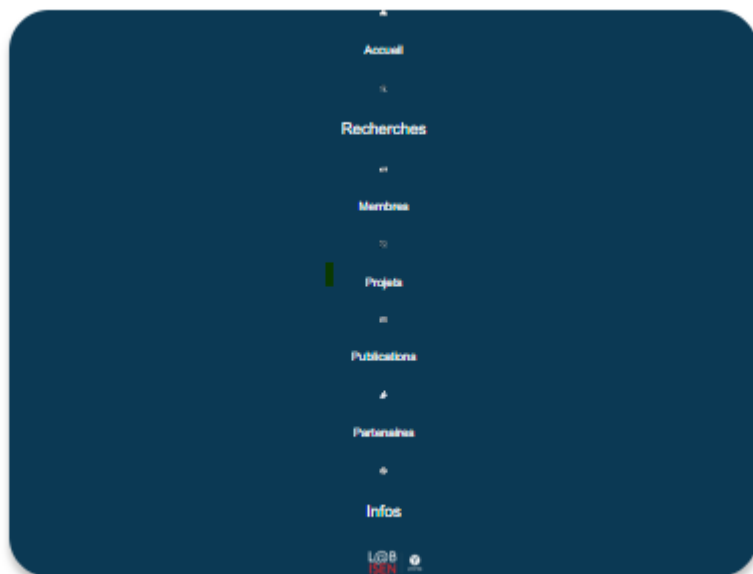 Accueil
Recherches
Membres
Projets
Publications
Partenaires
Infos
L@B
ISEN